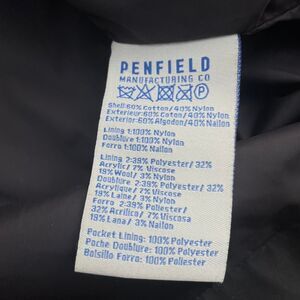 PENFIELD
MANUFACTURING CO
Shell:60% Cotton/40% Nylon
Exterieur:60% Coton/40% Nylon
Exterior:60% Algodon/40% Nailon
Lining 1:100% Nylon
Doublure 1:100% Nylon
Forro 1:100% Nailon
Lining 2:38% Polyester/ 32%
Acrylic/ 7% Viscose
19% Wool/ 3% Nylon
Doublure 2:38% Polyester/ 32%
Acrylique/ 7% Viscose
19% Laine/ 3% Nylon
Forro 2:38% Poliester/
32% Acrilico/ 7% Viscosa
19% Lana/ 3% Nailon
Pocket Lining:100% Polyester
Poche Doublure: 100% Polyester
Bolsillo Forro: 100% Poliester